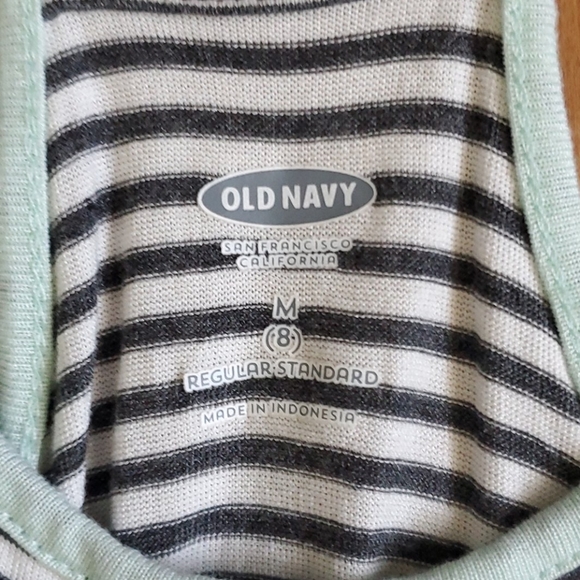 OLD NAVY
SAN FRANCISCO
CALIFORNIA
M
(8)
REGULAR STANDARD
MADE IN INDONESIA